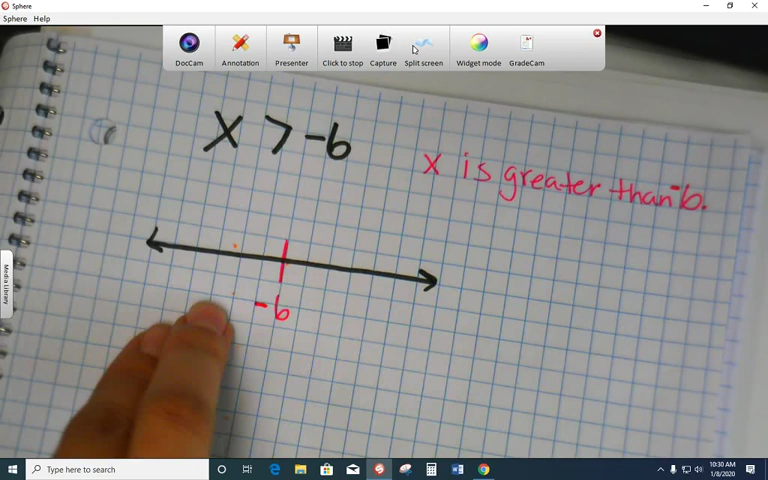 Sphere
Sphere Help
DocCam
Annotation
Presenter
Click to stop
Capture
Split screen
Widget mode
GradeCam
x > -6
x is greater than -6.
-6
Media Library
Type here to search
10:30 AM
1/8/2020